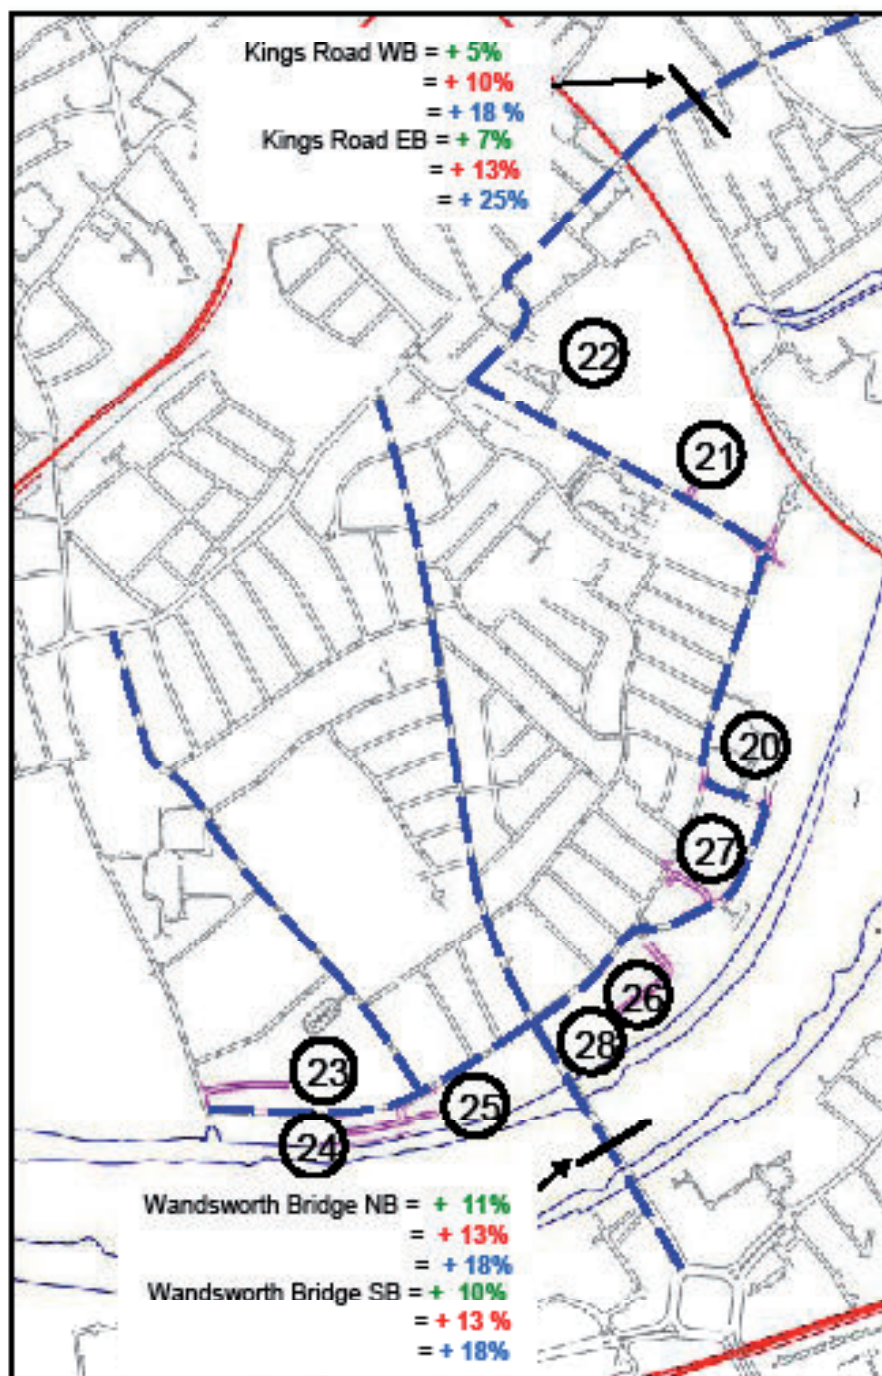 Kings Road WB = + 5%
= + 10%
= + 18 %
Kings Road EB = + 7%
= + 13%
= + 25%
22
21
20
27
26
28
23
25
24
Wandsworth Bridge NB = + 11%
= + 13%
= + 18%
Wandsworth Bridge SB = + 10%
= + 13 %
= + 18%